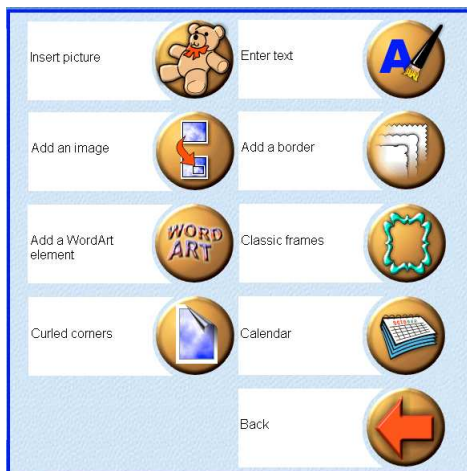 Insert picture
Enter text
A
Add an image
Add a border
Add a WordArt
element
WORD
ART
Classic frames
Curled corners
Calendar
Back